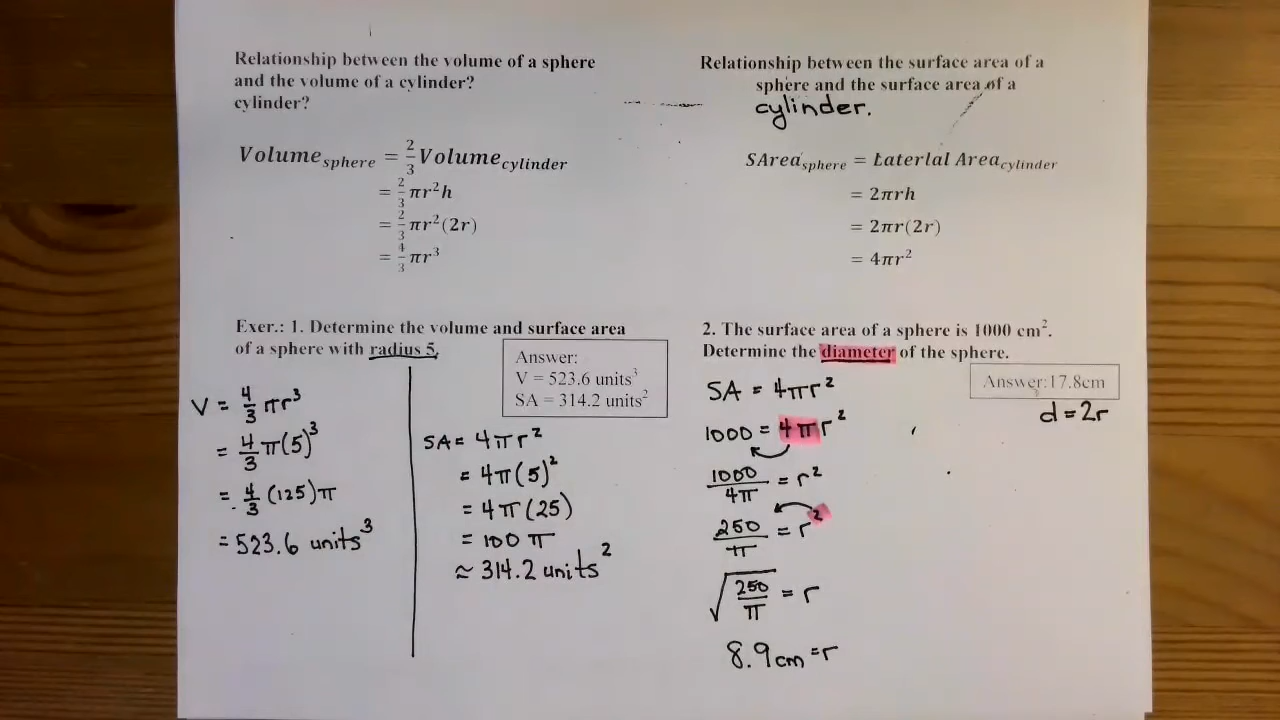 Relationship between the volume of a sphere
and the volume of a cylinder?
cylinder?
Volume_sphere = 2/3 Volume_cylinder
= 2/3 πr²h
= 2/3 πr²(2r)
= 4/3 πr³
Relationship between the surface area of a
sphere and the surface area of a
cylinder.
SArea_sphere = Laterlal Area_cylinder
= 2πrh
= 2πr(2r)
= 4πr²
Exer.: 1. Determine the volume and surface area
of a sphere with radius 5.
Answer:
V = 523.6 units³
SA = 314.2 units²
V = 4/3 πr³
= 4/3 π(5)³
= 4/3 (125)π
= 523.6 units³
SA = 4πr²
= 4π(5)²
= 4π(25)
= 100π
≈ 314.2 units²
2. The surface area of a sphere is 1000 cm².
Determine the diameter of the sphere.
Answer:17.8cm
d = 2r
SA = 4πr²
1000 = 4πr²
1000/4π = r²
250/π = r²
√(250/π) = r
8.9cm = r